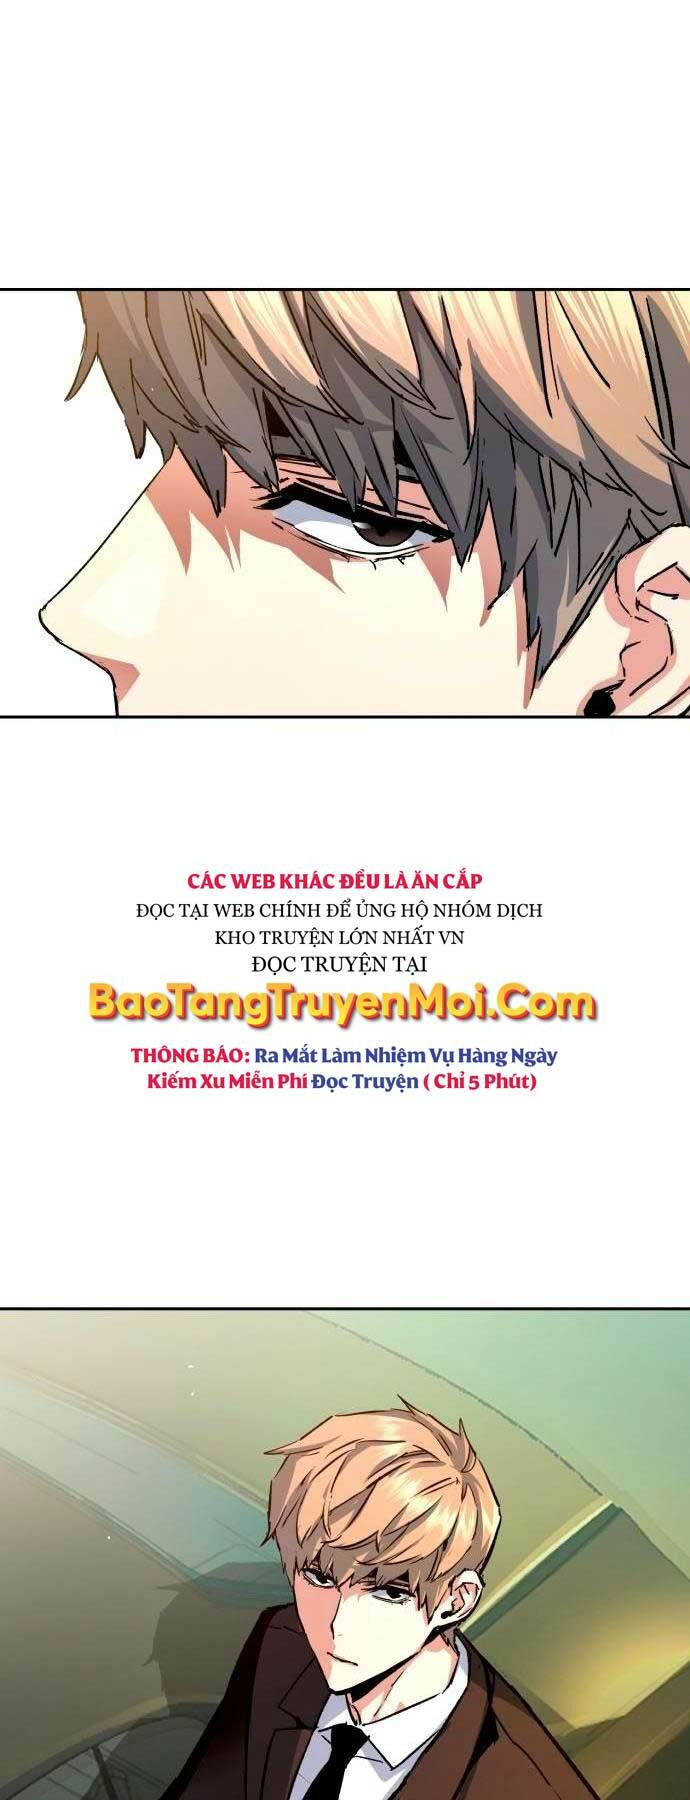 CÁC WEB KHÁC ĐỀU LÀ ĂN CẮP
ĐỌC TẠI WEB CHÍNH ĐỂ ỦNG HỘ NHÓM DỊCH
KHO TRUYỆN LỚN NHẤT VN
ĐỌC TRUYỆN TẠI
BaoTangTruyenMoi.Com
THÔNG BÁO: Ra Mắt Làm Nhiệm Vụ Hàng Ngày
Kiếm Xu Miễn Phí Đọc Truyện ( Chỉ 5 Phút)